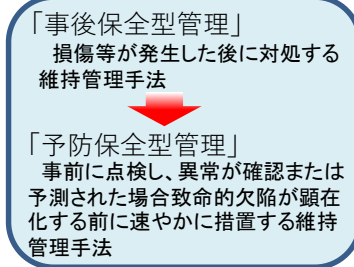 「事後保全型管理」
損傷等が発生した後に対処する
維持管理手法
「予防保全型管理」
事前に点検し、異常が確認または
予測された場合致命的欠陥が顕在
化する前に速やかに措置する維持
管理手法